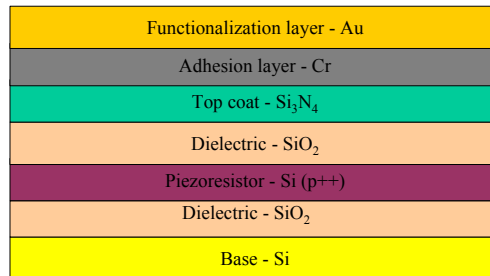 Functionalization layer - Au
Adhesion layer - Cr
Top coat - Si₃N₄
Dielectric - SiO₂
Piezoresistor - Si (p++)
Dielectric - SiO₂
Base - Si